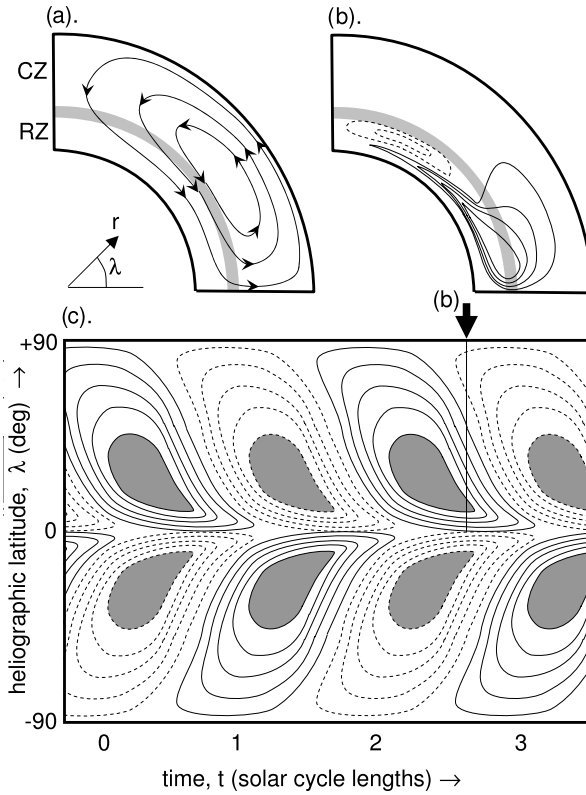 (a). (b).
CZ
RZ
r
λ
(c). (b)
+90
0
-90
heliographic latitude, λ (deg) →
0 1 2 3
time, t (solar cycle lengths) →